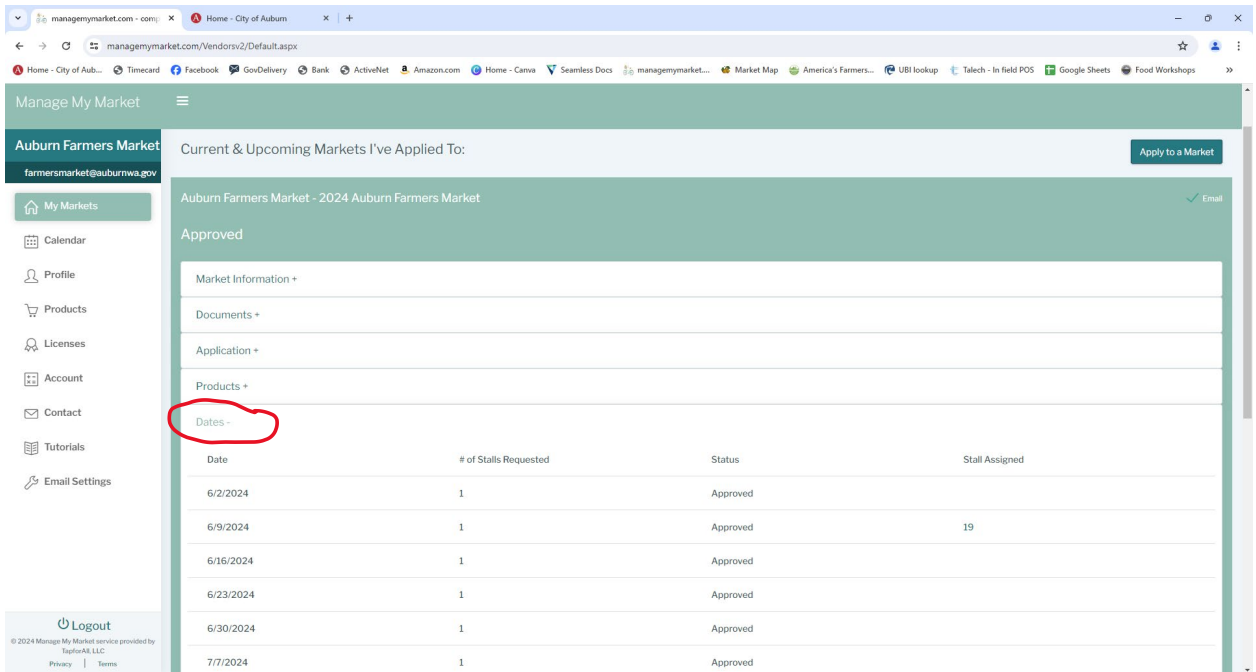 managemymarket.com - comp
Home - City of Auburn
managemymarket.com/Vendorsv2/Default.aspx
Home - City of Aub... Timecard Facebook GovDelivery Bank ActiveNet Amazon.com Home - Canva Seamless Docs managemymarket.... Market Map America's Farmers... UBI lookup Talech - In field POS Google Sheets Food Workshops
Manage My Market
Auburn Farmers Market
farmersmarket@auburnwa.gov
My Markets
Calendar
Profile
Products
Licenses
Account
Contact
Tutorials
Email Settings
Logout
© 2024 Manage My Market service provided by
TapforAll, LLC
Privacy | Terms
Current & Upcoming Markets I've Applied To:
Apply to a Market
Auburn Farmers Market - 2024 Auburn Farmers Market
Email
Approved
Market Information +
Documents +
Application +
Products +
Dates -
Date # of Stalls Requested Status Stall Assigned
6/2/2024 1 Approved
6/9/2024 1 Approved 19
6/16/2024 1 Approved
6/23/2024 1 Approved
6/30/2024 1 Approved
7/7/2024 1 Approved